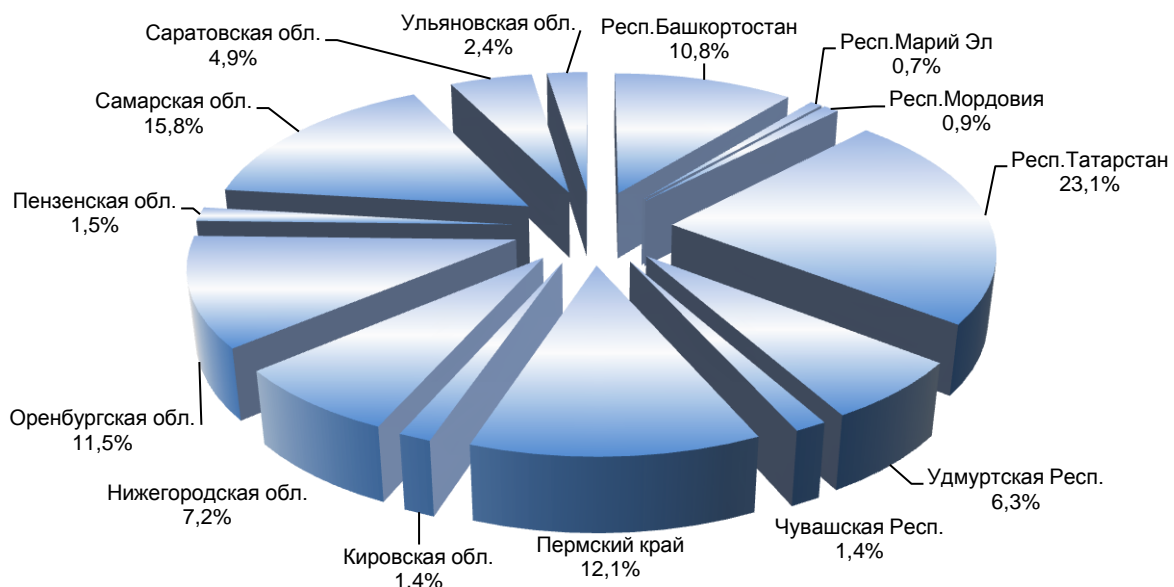 Респ.Башкортостан
10,8%
Респ.Марий Эл
0,7%
Респ.Мордовия
0,9%
Респ.Татарстан
23,1%
Удмуртская Респ.
6,3%
Чувашская Респ.
1,4%
Пермский край
12,1%
Кировская обл.
1,4%
Нижегородская обл.
7,2%
Оренбургская обл.
11,5%
Пензенская обл.
1,5%
Самарская обл.
15,8%
Саратовская обл.
4,9%
Ульяновская обл.
2,4%